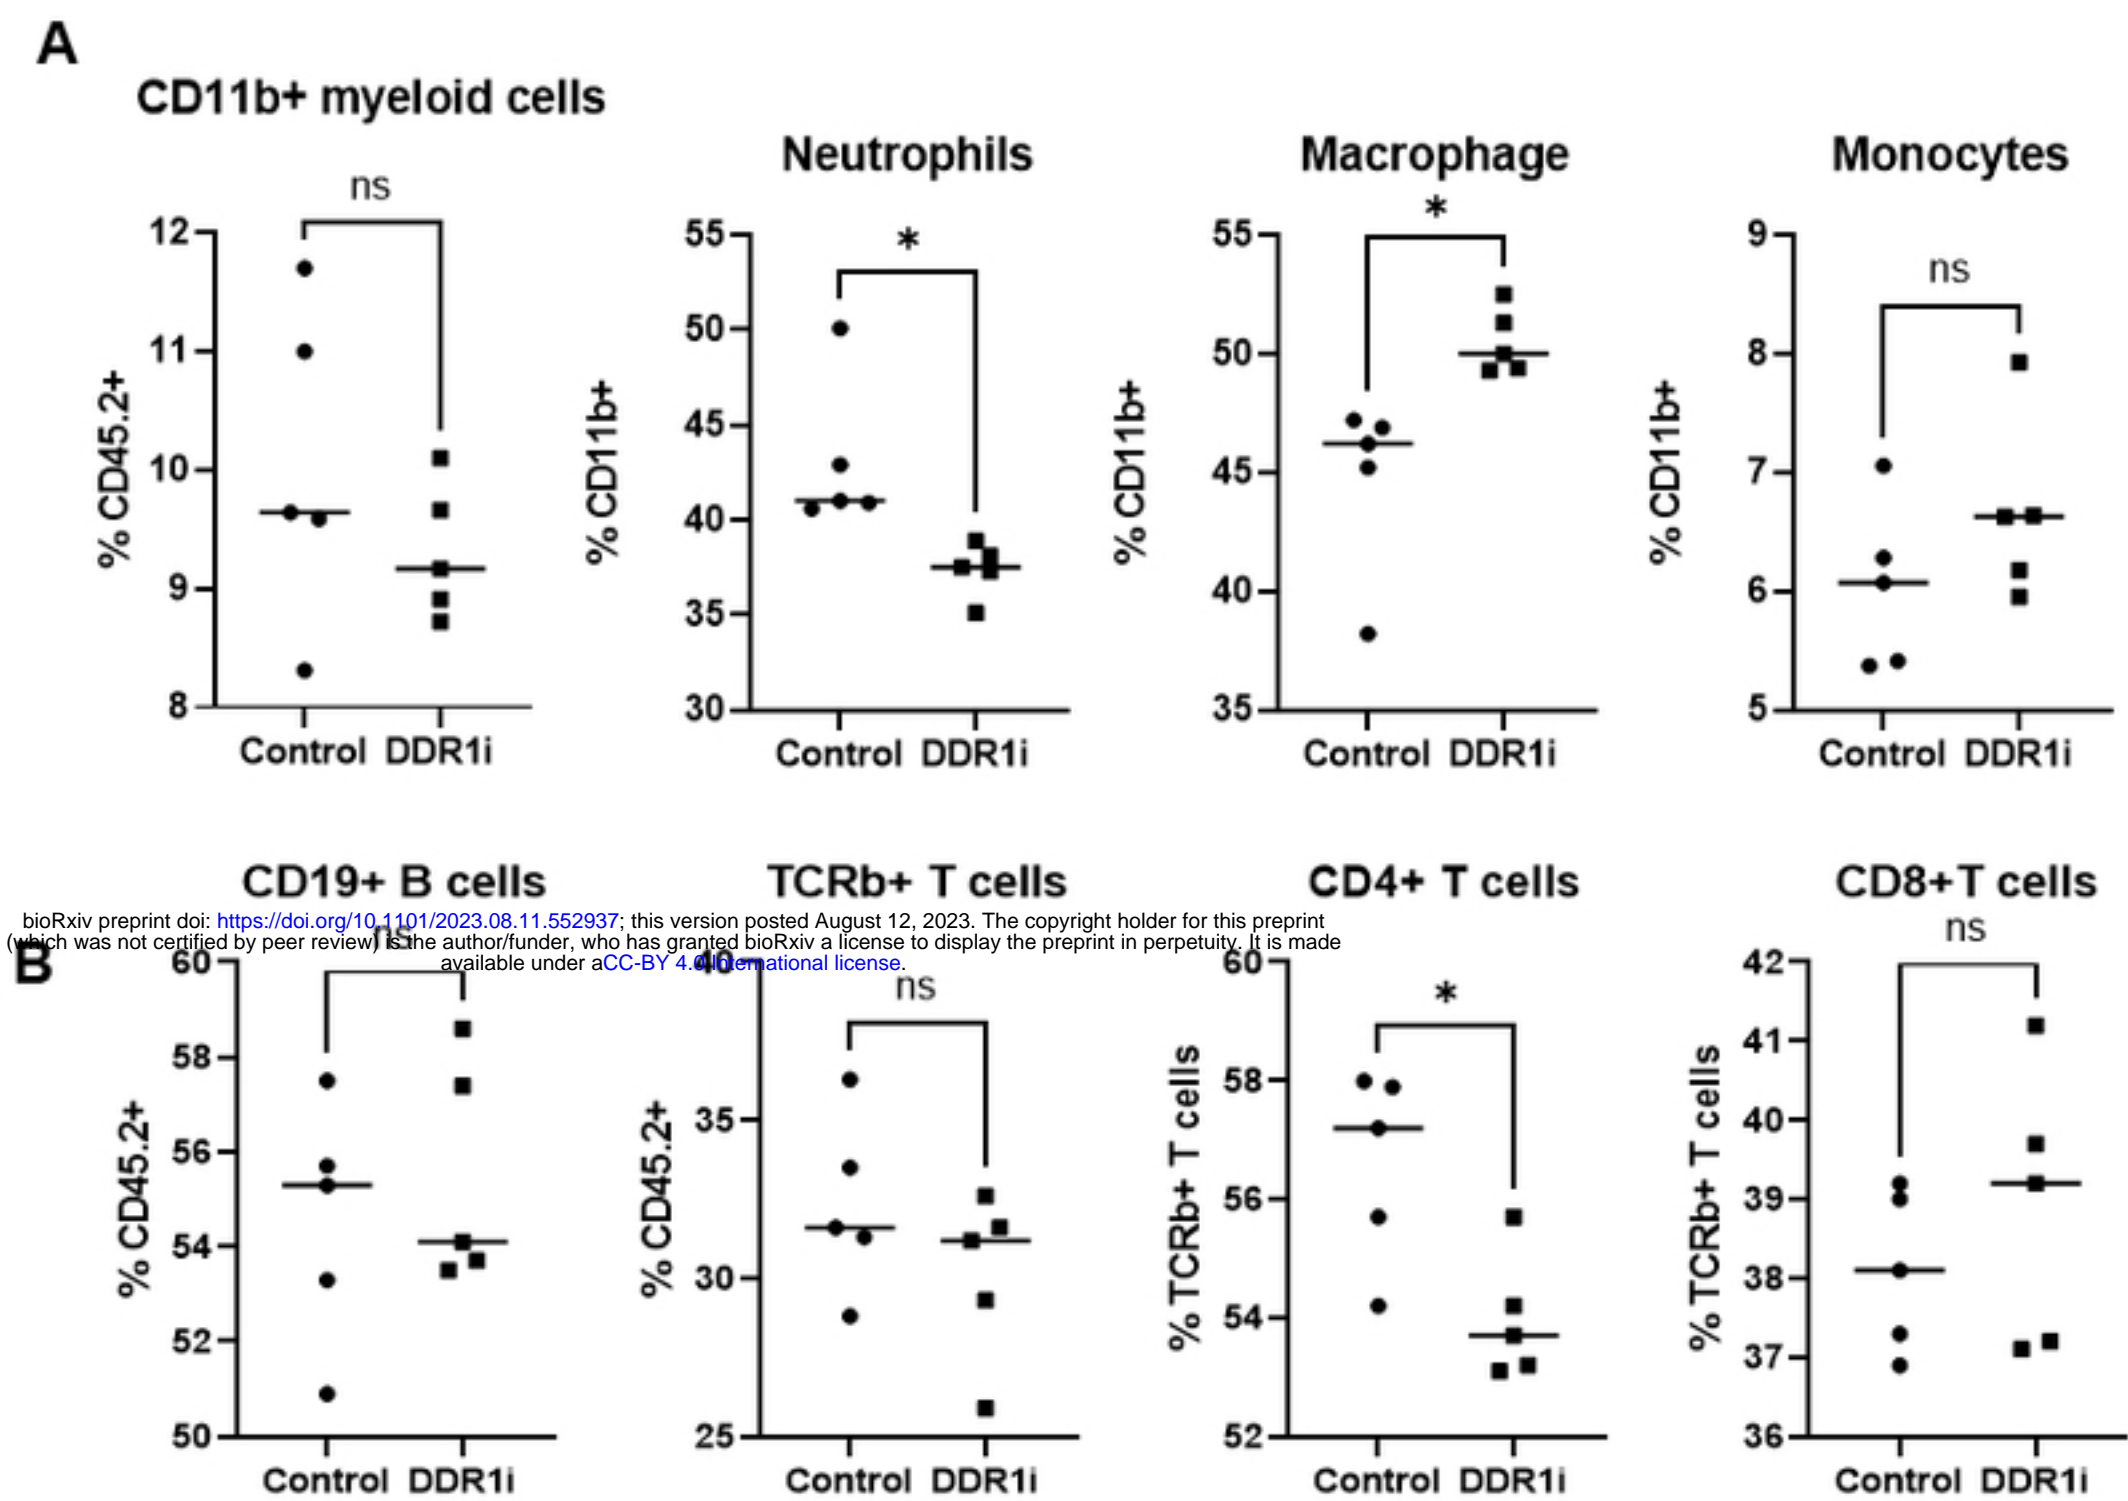 A
CD11b+ myeloid cells
ns
12
11
10
9
8
% CD45.2+
Control DDR1i
Neutrophils
*
55
50
45
40
35
30
% CD11b+
Control DDR1i
Macrophage
*
55
50
45
40
35
% CD11b+
Control DDR1i
Monocytes
ns
9
8
7
6
5
% CD11b+
Control DDR1i
bioRxiv preprint doi: https://doi.org/10.1101/2023.08.11.552937; this version posted August 12, 2023. The copyright holder for this preprint
(which was not certified by peer review) is the author/funder, who has granted bioRxiv a license to display the preprint in perpetuity. It is made
available under aCC-BY 4.0 International license.
B
CD19+ B cells
ns
60
58
56
54
52
50
% CD45.2+
Control DDR1i
TCRb+ T cells
ns
40
35
30
25
% CD45.2+
Control DDR1i
CD4+ T cells
*
60
58
56
54
52
% TCRb+ T cells
Control DDR1i
CD8+T cells
ns
42
41
40
39
38
37
36
% TCRb+ T cells
Control DDR1i